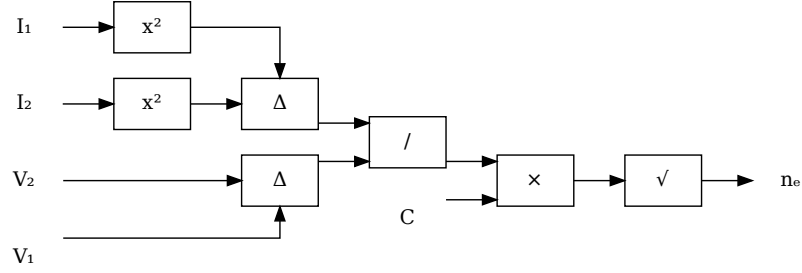 I₁
x²
I₂
x²
Δ
/
V₂
Δ
×
√
nₑ
C
V₁